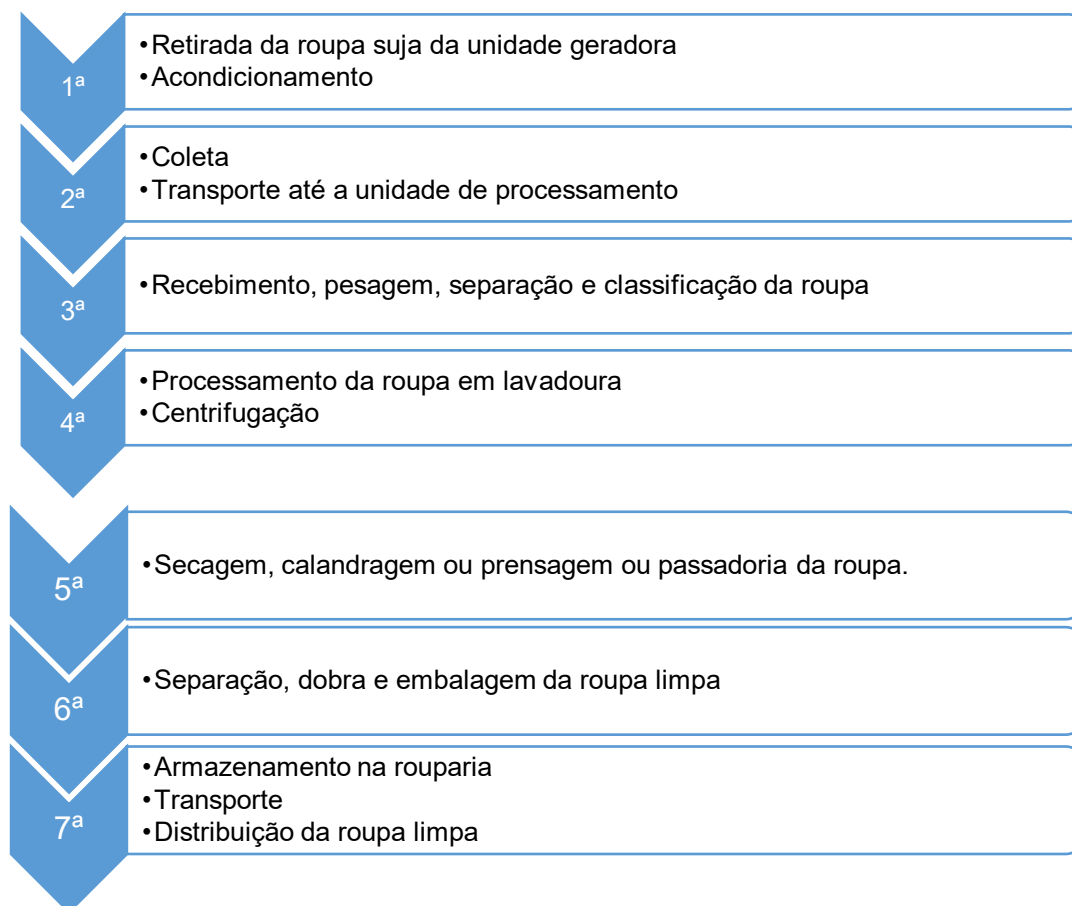 1ª
•Retirada da roupa suja da unidade geradora
•Acondicionamento
2ª
•Coleta
•Transporte até a unidade de processamento
3ª
•Recebimento, pesagem, separação e classificação da roupa
4ª
•Processamento da roupa em lavadoura
•Centrifugação
5ª
•Secagem, calandragem ou prensagem ou passadoria da roupa.
6ª
•Separação, dobra e embalagem da roupa limpa
7ª
•Armazenamento na rouparia
•Transporte
•Distribuição da roupa limpa